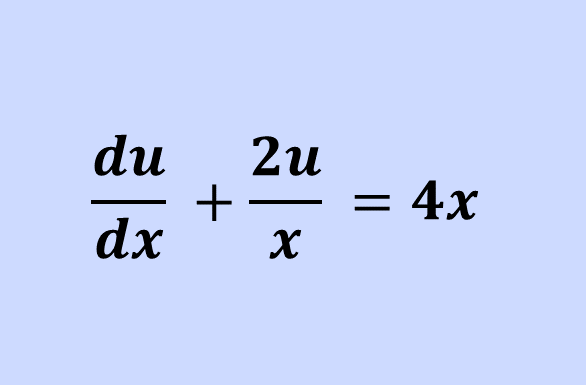 du/dx + 2u/x = 4x